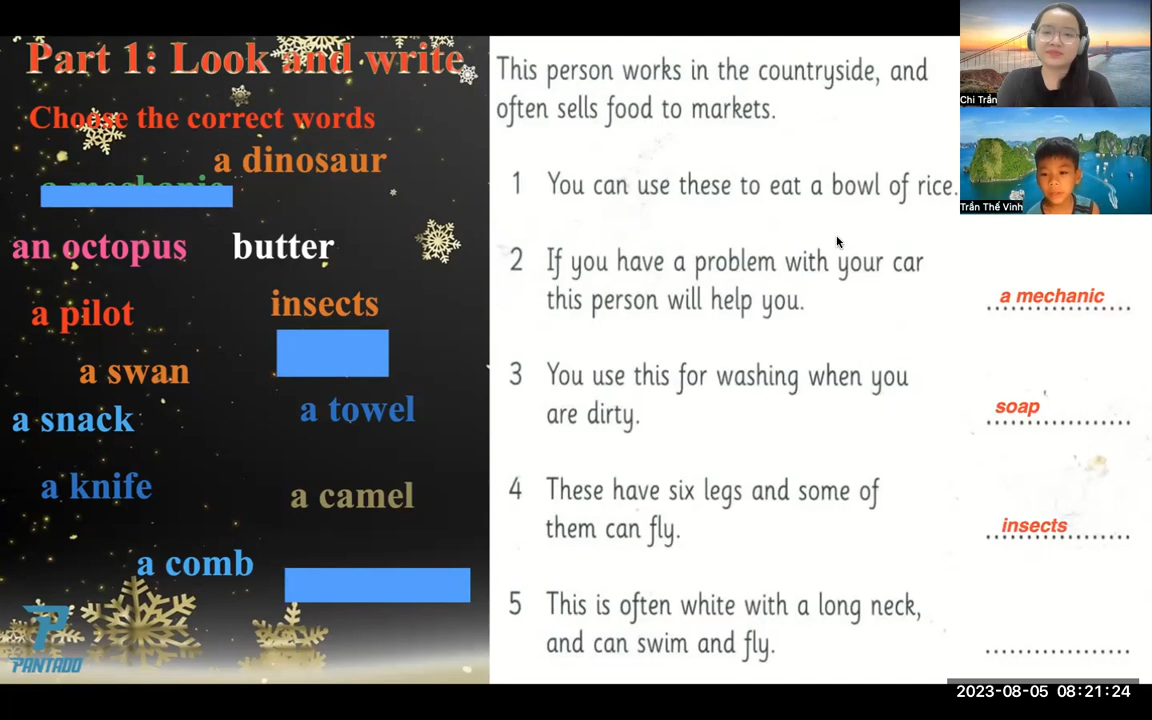 Part 1: Look and write
Choose the correct words
a dinosaur
a mechanic
an octopus
butter
a pilot
insects
a swan
a snack
a towel
a knife
a camel
a comb
PANTADO
This person works in the countryside, and
often sells food to markets.
1 You can use these to eat a bowl of rice.
2 If you have a problem with your car
this person will help you.
a mechanic
3 You use this for washing when you
are dirty.
soap
4 These have six legs and some of
them can fly.
insects
5 This is often white with a long neck,
and can swim and fly.
Chi Trần
Trần Thế Vinh
2023-08-05 08:21:24